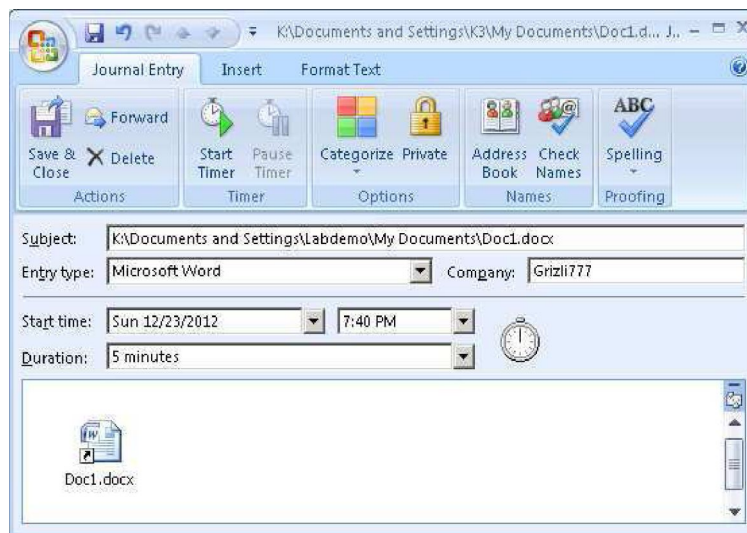 K:\Documents and Settings\K3\My Documents\Doc1.d... J..
Journal Entry Insert Format Text
Save & Close
Forward
Delete
Start Timer
Pause Timer
Categorize
Private
Address Book
Check Names
ABC
Spelling
Actions Timer Options Names Proofing
Subject: K:\Documents and Settings\Labdemo\My Documents\Doc1.docx
Entry type: Microsoft Word Company: Grizli777
Start time: Sun 12/23/2012 7:40 PM
Duration: 5 minutes
Doc1.docx